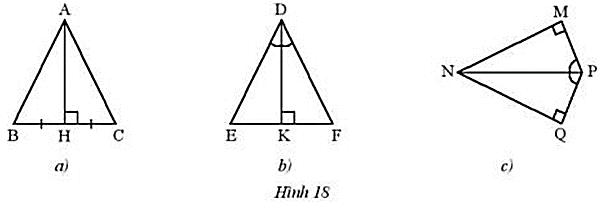 A D M
N P
B H C E K F Q
a) b) c)
Hình 18